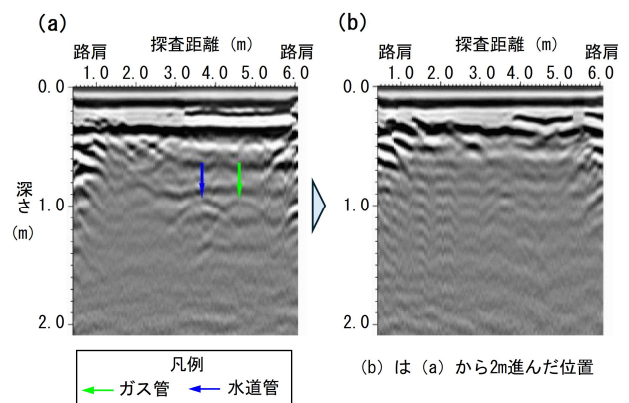 (a)
探査距離 (m)
路肩 路肩
1.0 2.0 3.0 4.0 5.0 6.0
0.0
1.0
2.0
深さ
(m)
(b)
探査距離 (m)
路肩 路肩
1.0 2.0 3.0 4.0 5.0 6.0
0.0
1.0
2.0
凡例
ガス管 水道管
(b) は (a) から2m進んだ位置